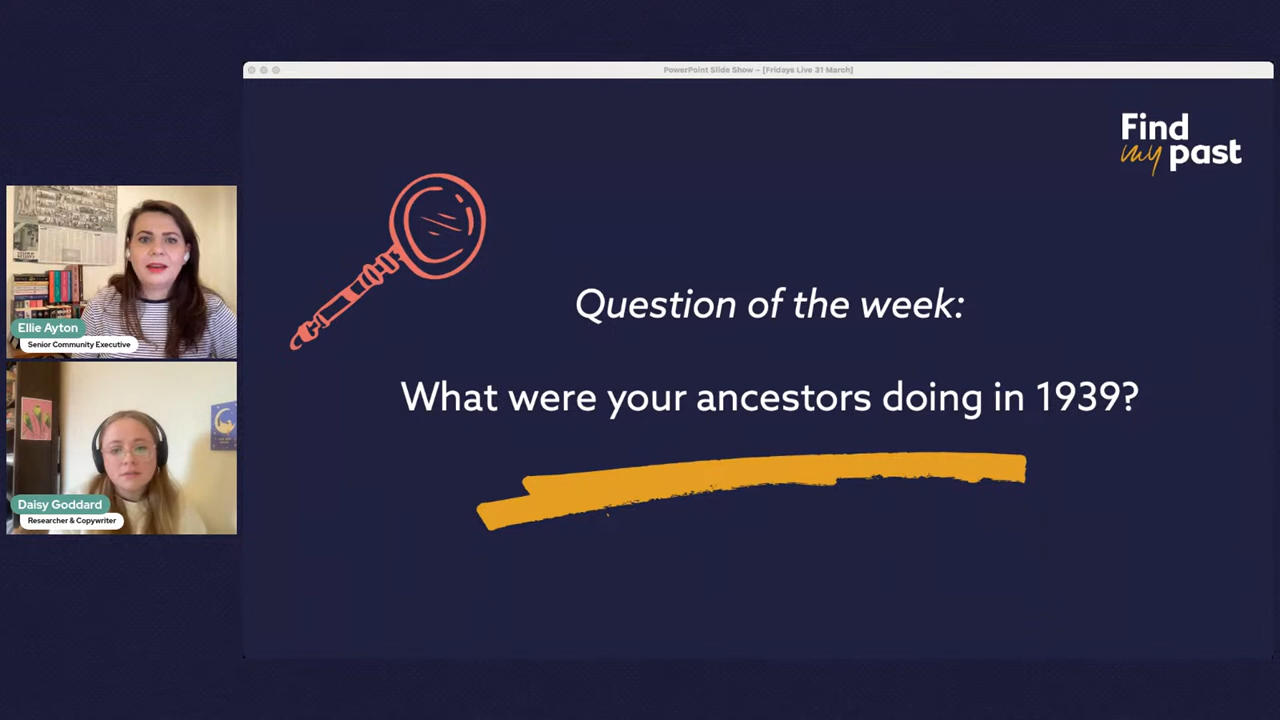 PowerPoint Slide Show – [Fridays Live 31 March]
Find
my past
Question of the week:
What were your ancestors doing in 1939?
Ellie Ayton
Senior Community Executive
Daisy Goddard
Researcher & Copywriter